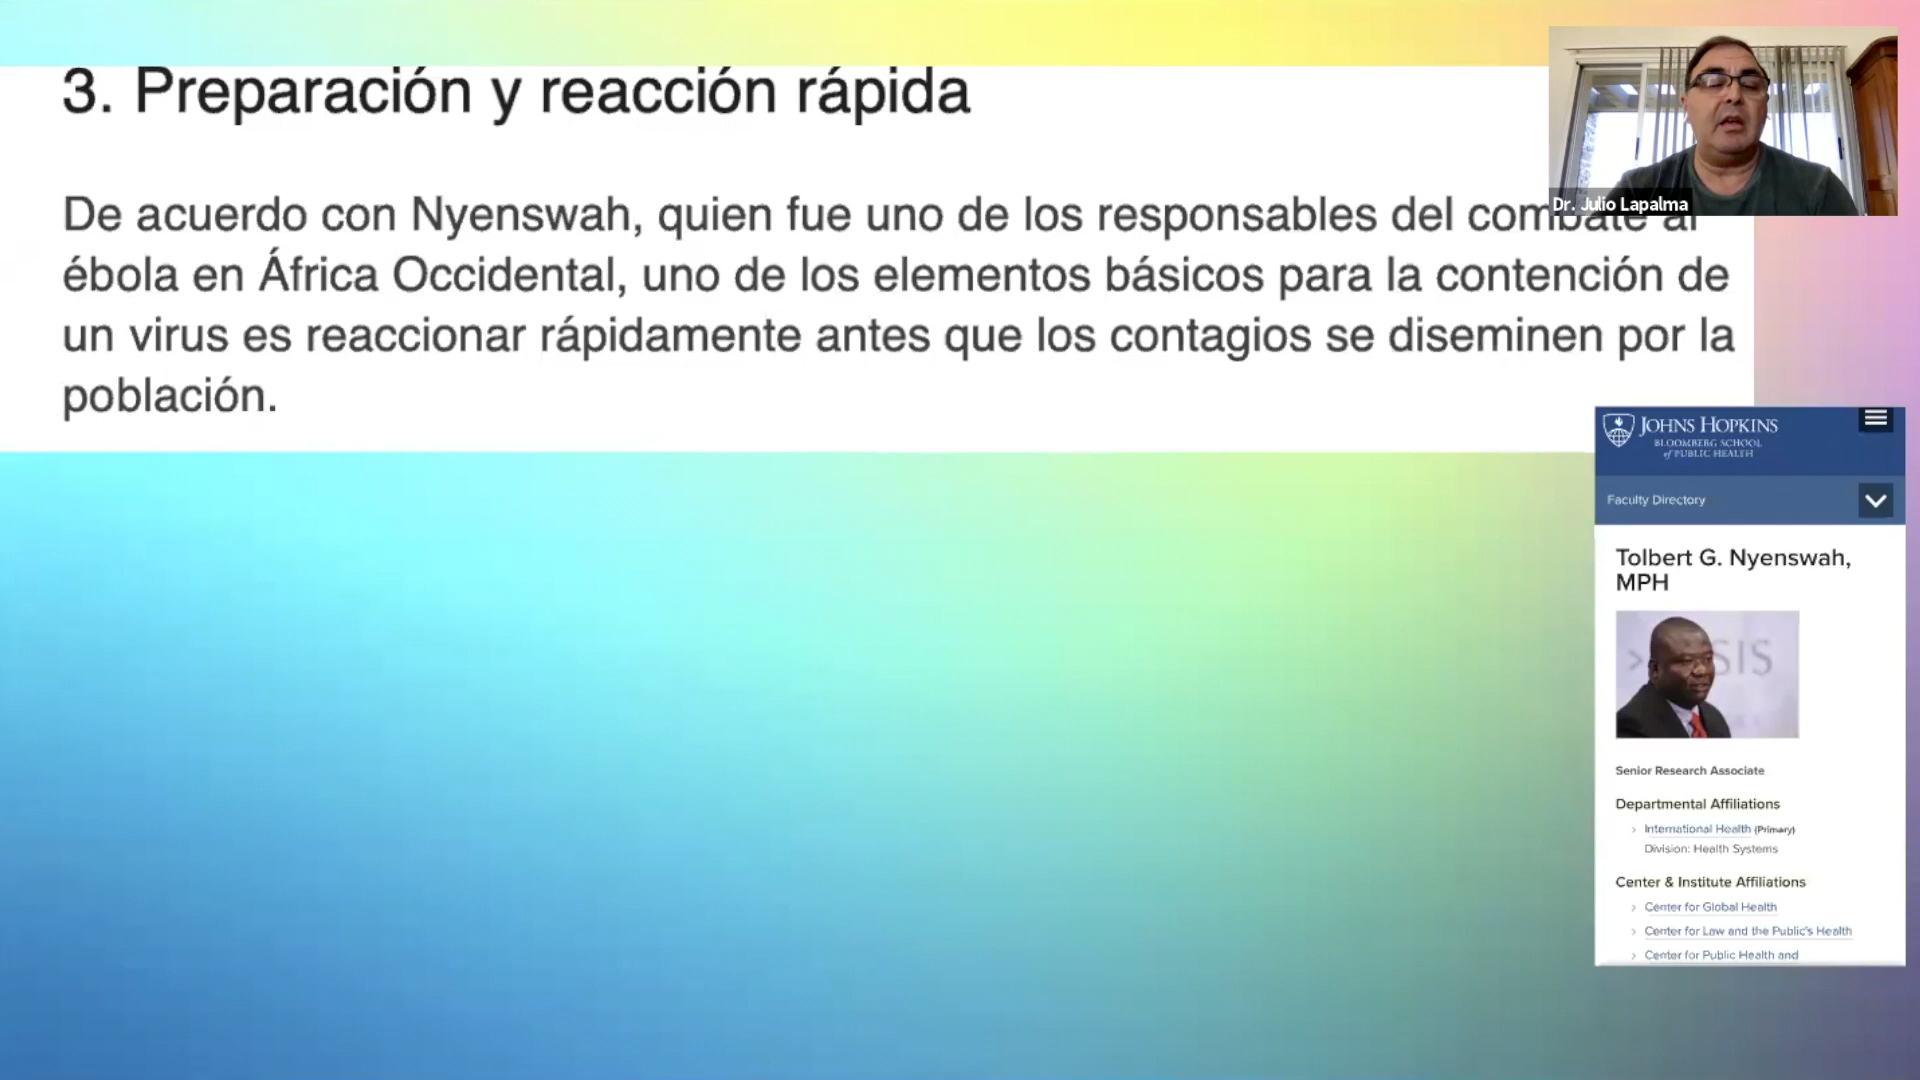 3. Preparación y reacción rápida
De acuerdo con Nyenswah, quien fue uno de los responsables del combate al
ébola en África Occidental, uno de los elementos básicos para la contención de
un virus es reaccionar rápidamente antes que los contagios se diseminen por la
población.
Dr. Julio Lapalma
JOHNS HOPKINS
BLOOMBERG SCHOOL
of PUBLIC HEALTH
Faculty Directory
Tolbert G. Nyenswah,
MPH
SIS
Senior Research Associate
Departmental Affiliations
International Health (Primary)
Division: Health Systems
Center & Institute Affiliations
Center for Global Health
Center for Law and the Public's Health
Center for Public Health and